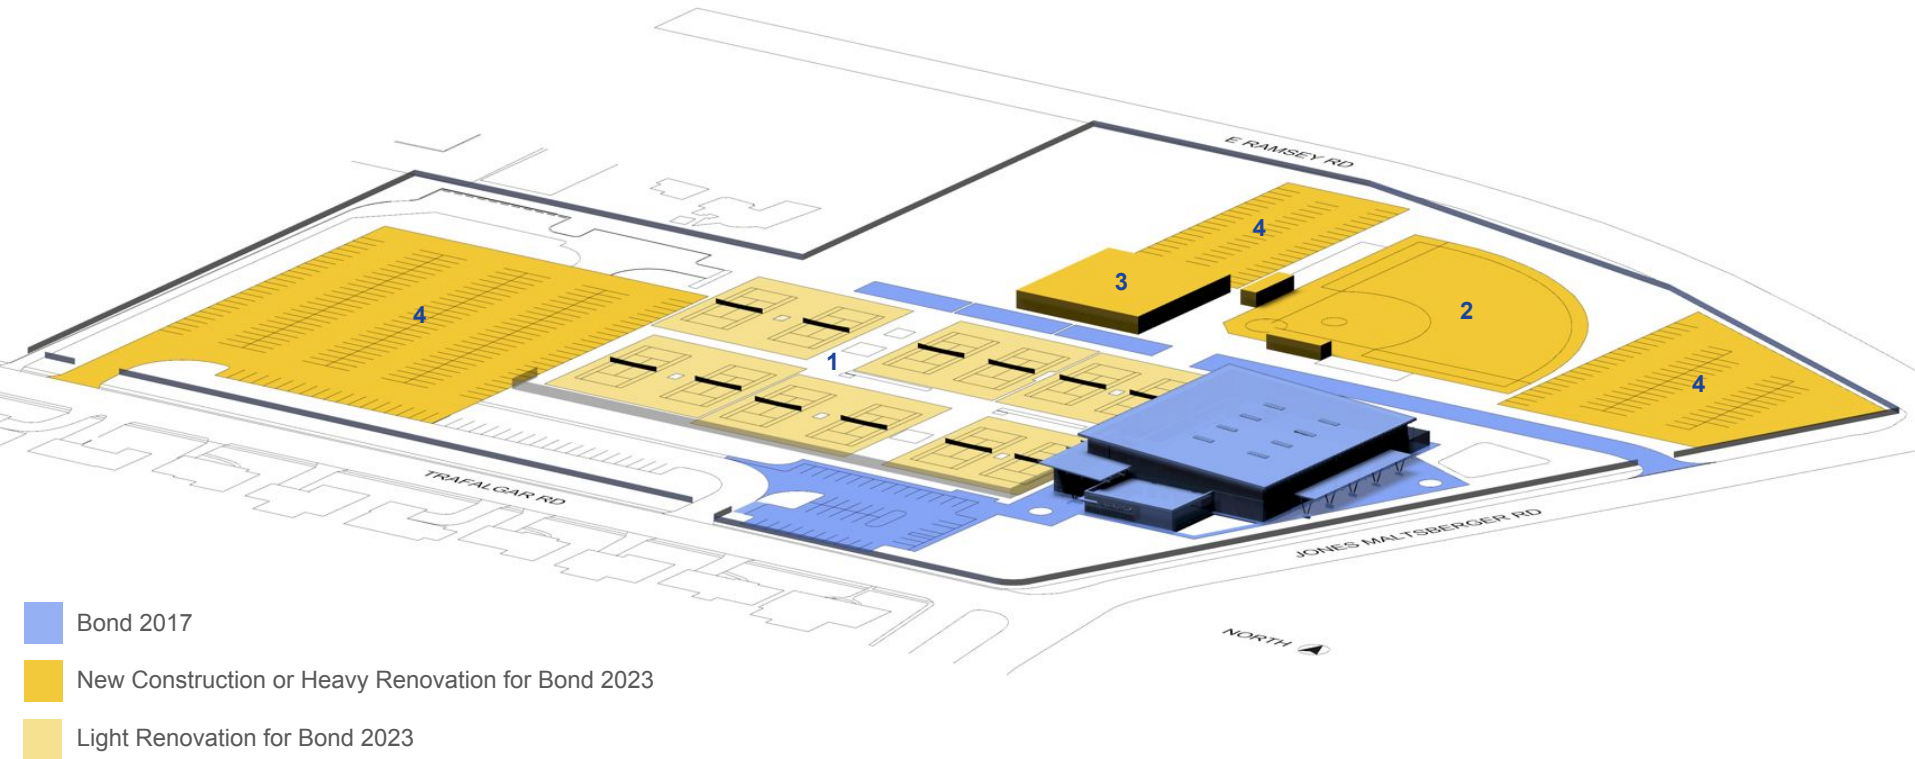 E RAMSEY RD
4
3
2
4
1
4
TRAFALGAR RD
JONES MALTSBERGER RD
NORTH
Bond 2017
New Construction or Heavy Renovation for Bond 2023
Light Renovation for Bond 2023